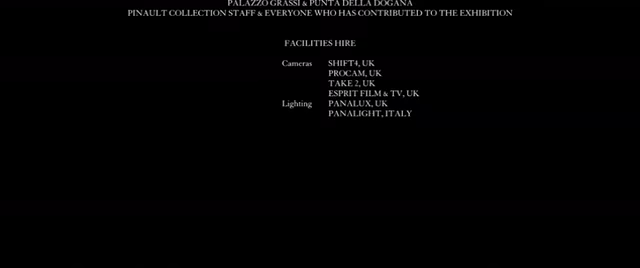 PALAZZO GRASSI & PUNTA DELLA DOGANA
PINAULT COLLECTION STAFF & EVERYONE WHO HAS CONTRIBUTED TO THE EXHIBITION
FACILITIES HIRE
Cameras SHIFT4, UK
PROCAM, UK
TAKE 2, UK
ESPRIT FILM & TV, UK
Lighting PANALUX, UK
PANALIGHT, ITALY